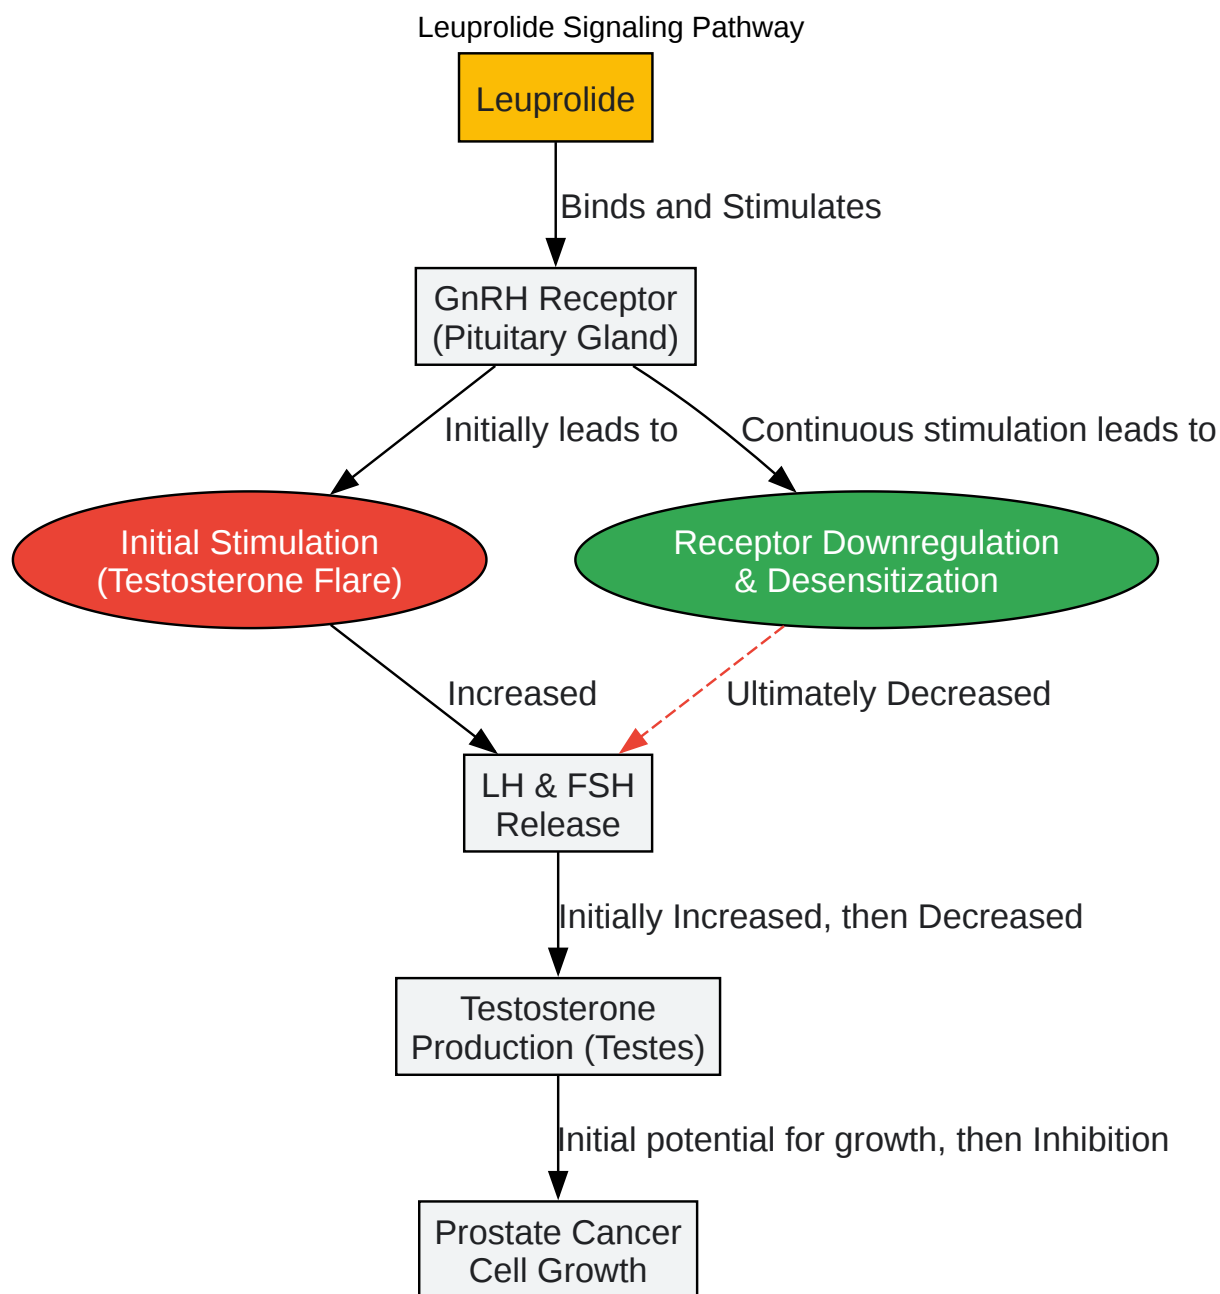 Leuprolide Signaling Pathway
Leuprolide
Binds and Stimulates
GnRH Receptor
(Pituitary Gland)
Initially leads to
Continuous stimulation leads to
Initial Stimulation
(Testosterone Flare)
Receptor Downregulation
& Desensitization
Increased
Ultimately Decreased
LH & FSH
Release
Initially Increased, then Decreased
Testosterone
Production (Testes)
Initial potential for growth, then Inhibition
Prostate Cancer
Cell Growth